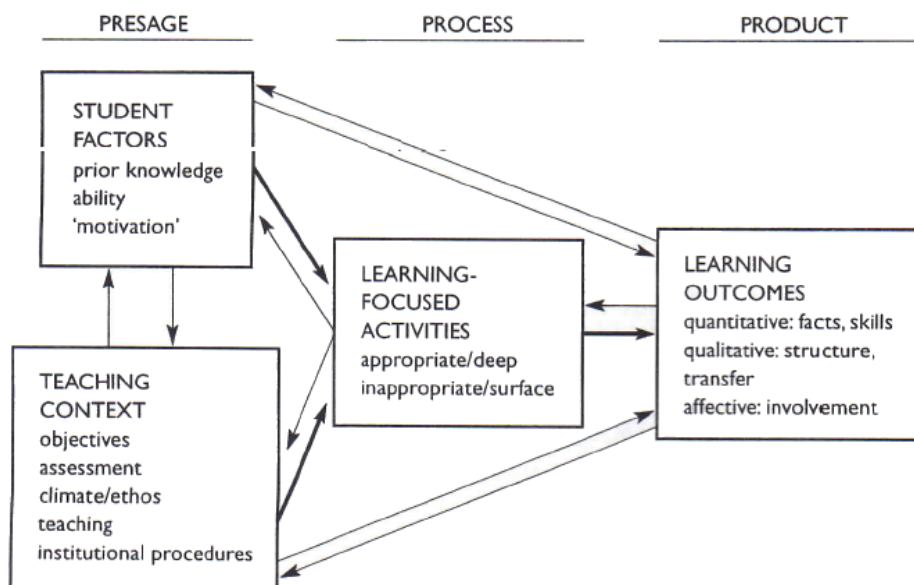 PRESAGE
PROCESS
PRODUCT
STUDENT
FACTORS
prior knowledge
ability
'motivation'
TEACHING
CONTEXT
objectives
assessment
climate/ethos
teaching
institutional procedures
LEARNING-
FOCUSED
ACTIVITIES
appropriate/deep
inappropriate/surface
LEARNING
OUTCOMES
quantitative: facts, skills
qualitative: structure,
transfer
affective: involvement